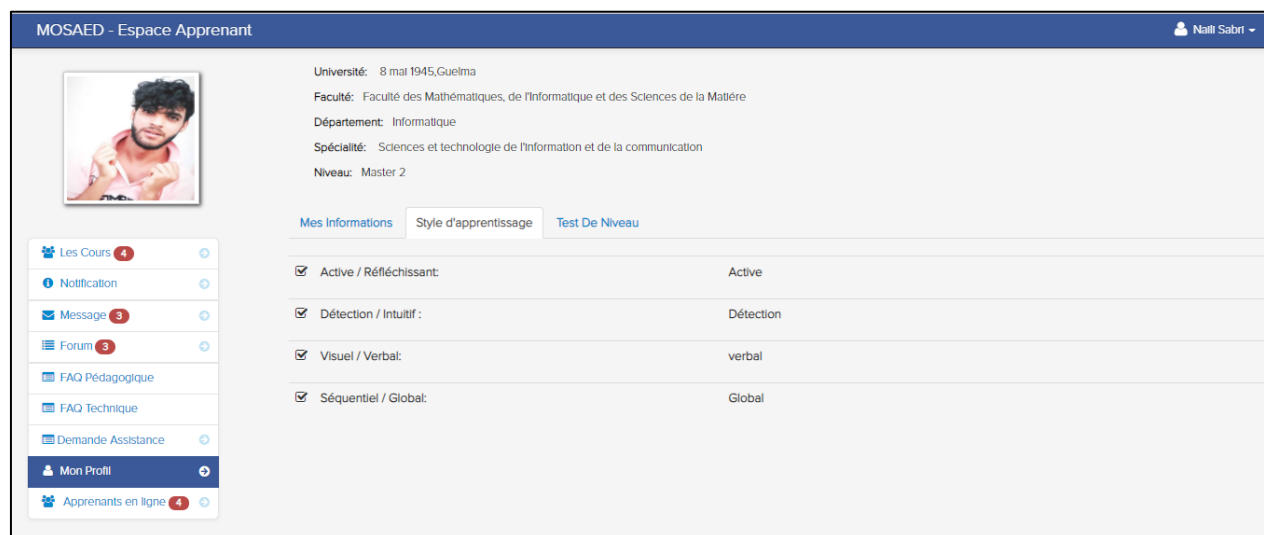 MOSAED - Espace Apprenant
Naili Sabri
Université: 8 mai 1945,Guelma
Faculté: Faculté des Mathématiques, de l'Informatique et des Sciences de la Matiére
Département: Informatique
Spécialité: Sciences et technologie de l'information et de la communication
Niveau: Master 2
Mes Informations
Style d'apprentissage
Test De Niveau
Les Cours 4
Notification
Message 3
Forum 3
FAQ Pédagogique
FAQ Technique
Demande Assistance
Mon Profil
Apprenants en ligne 4
Active / Réfléchissant: Active
Détection / Intuitif : Détection
Visuel / Verbal: verbal
Séquentiel / Global: Global